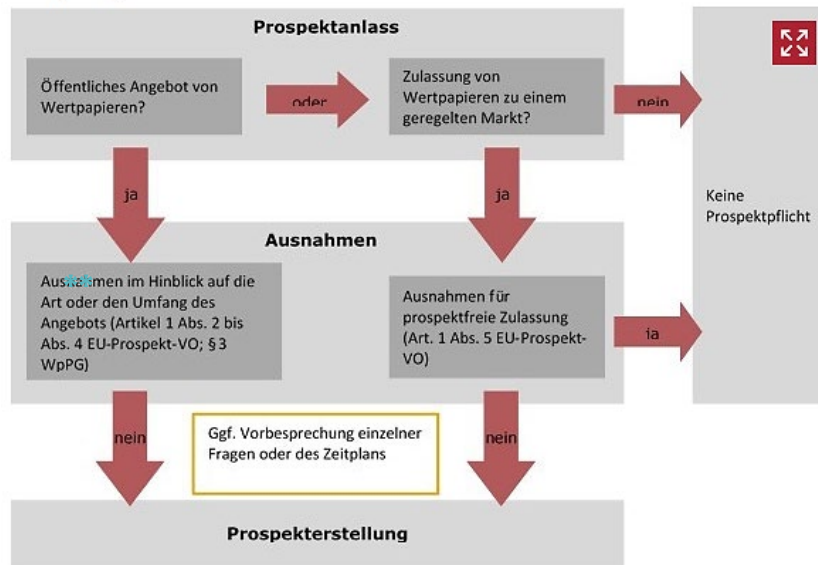 Prospektanlass
Öffentliches Angebot von
Wertpapieren?
oder
Zulassung von
Wertpapieren zu einem
geregelten Markt?
nein
ja
ja
Keine
Prospektpflicht
Ausnahmen
Ausnahmen im Hinblick auf die
Art oder den Umfang des
Angebots (Artikel 1 Abs. 2 bis
Abs. 4 EU-Prospekt-VO; §3
WpPG)
Ausnahmen für
prospektfreie Zulassung
(Art. 1 Abs. 5 EU-Prospekt-
VO)
ja
nein
Ggf. Vorbesprechung einzelner
Fragen oder des Zeitplans
nein
Prospekterstellung